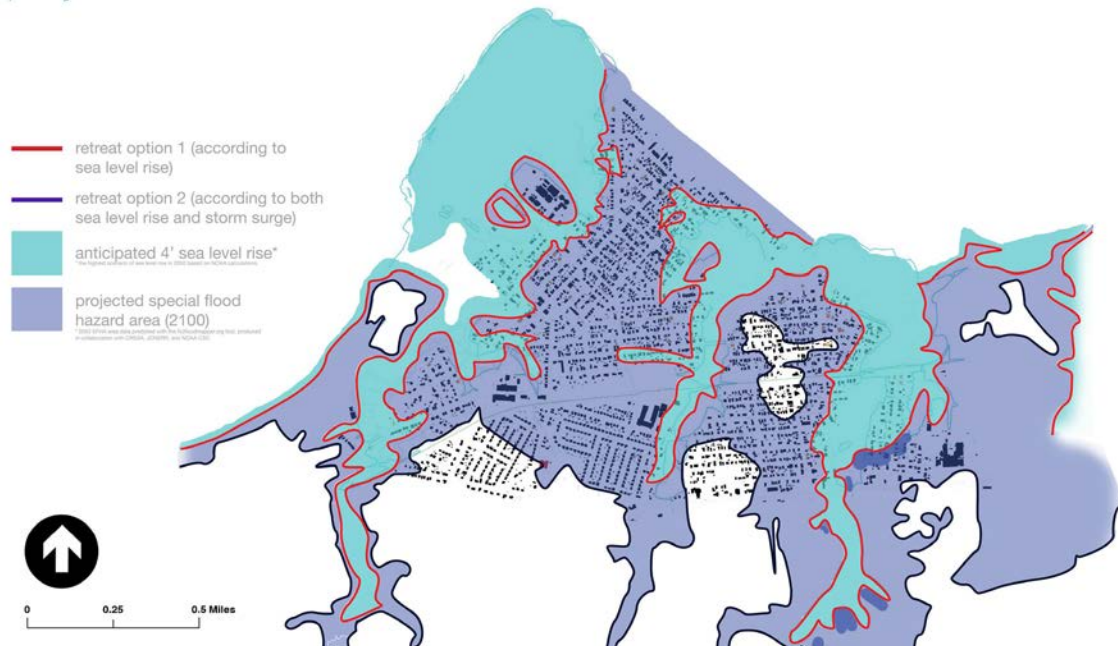 retreat option 1 (according to
sea level rise)
retreat option 2 (according to both
sea level rise and storm surge)
anticipated 4' sea level rise*
projected special flood
hazard area (2100)
0 0.25 0.5 Miles